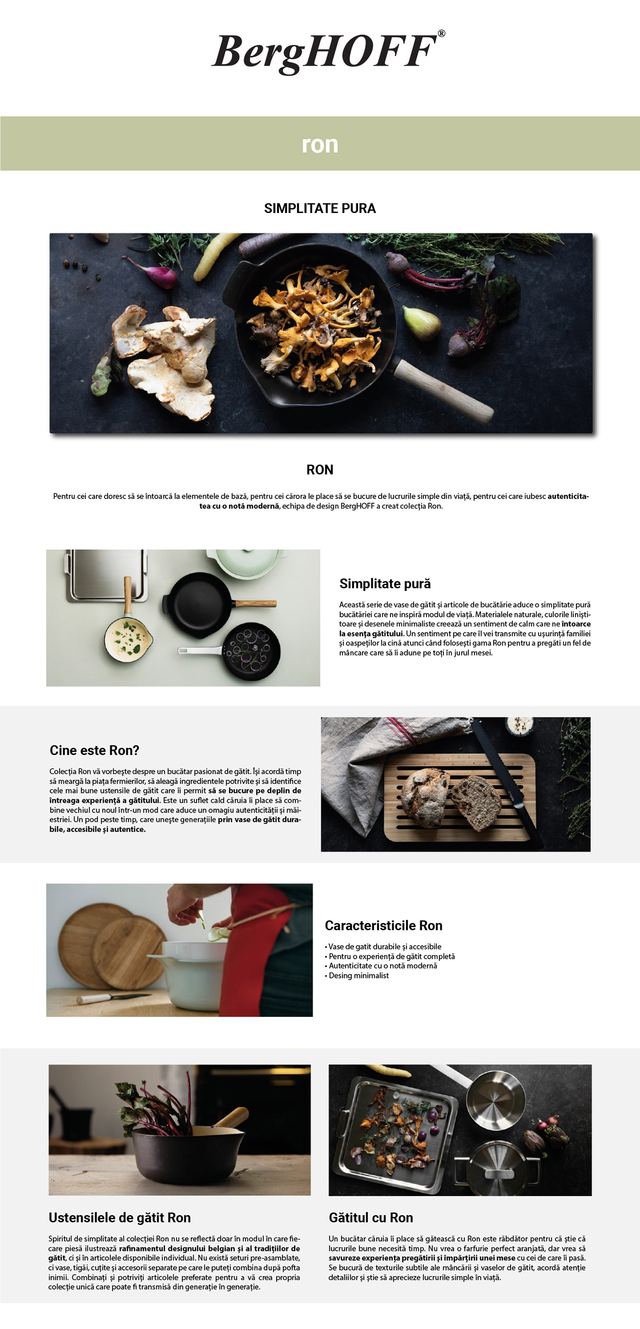 BergHOFF®
ron
SIMPLITATE PURA
RON
Pentru cei care doresc să se întoarcă la elementele de bază, pentru cei cărora le place să se bucure de lucrurile simple din viață, pentru cei care iubesc autenticita-
tea cu o notă modernă, echipa de design BergHOFF a creat colecția Ron.
Simplitate pură
Această serie de vase de gătit și articole de bucătărie aduce o simplitate pură
bucătăriei care ne inspiră modul de viață. Materialele naturale, culorile liniști-
toare și desenele minimaliste creează un sentiment de calm care ne întoarce
la esența gătitului. Un sentiment pe care îl vei transmite cu ușurință familiei
și oaspeților la cină atunci când folosești gama Ron pentru a pregăti un fel de
mâncare care să îi adune pe toți în jurul mesei.
Cine este Ron?
Colecția Ron vă vorbește despre un bucătar pasionat de gătit. Își acordă timp
să meargă la piața fermierilor, să aleagă ingredientele potrivite și să identifice
cele mai bune ustensile de gătit care îi permit să se bucure pe deplin de
întreaga experiență a gătitului. Este un suflet cald căruia îi place să com-
bine vechiul cu noul într-un mod care aduce un omagiu autenticității și măi-
estriei. Un pod peste timp, care unește generațiile prin vase de gătit dura-
bile, accesibile și autentice.
Caracteristicile Ron
• Vase de gatit durabile și accesibile
• Pentru o experiență de gătit completă
• Autenticitate cu o notă modernă
• Desing minimalist
Ustensilele de gătit Ron
Spiritul de simplitate al colecției Ron nu se reflectă doar în modul în care fie-
care piesă ilustrează rafinamentul designului belgian și al tradițiilor de
gătit, ci și în articolele disponibile individual. Nu există seturi pre-asamblate,
ci vase, tigăi, cuțite și accesorii separate pe care le puteți combina după pofta
inimii. Combinați și potriviți articolele preferate pentru a vă crea propria
colecție unică care poate fi transmisă din generație în generație.
Gătitul cu Ron
Un bucătar căruia îi place să gătească cu Ron este răbdător pentru că știe că
lucrurile bune necesită timp. Nu vrea o farfurie perfect aranjată, dar vrea să
savureze experiența pregătirii și împărțirii unei mese cu cei de care îi pasă.
Se bucură de texturile subtile ale mâncării și vaselor de gătit, acordă atenție
detaliilor și știe să aprecieze lucrurile simple în viață.